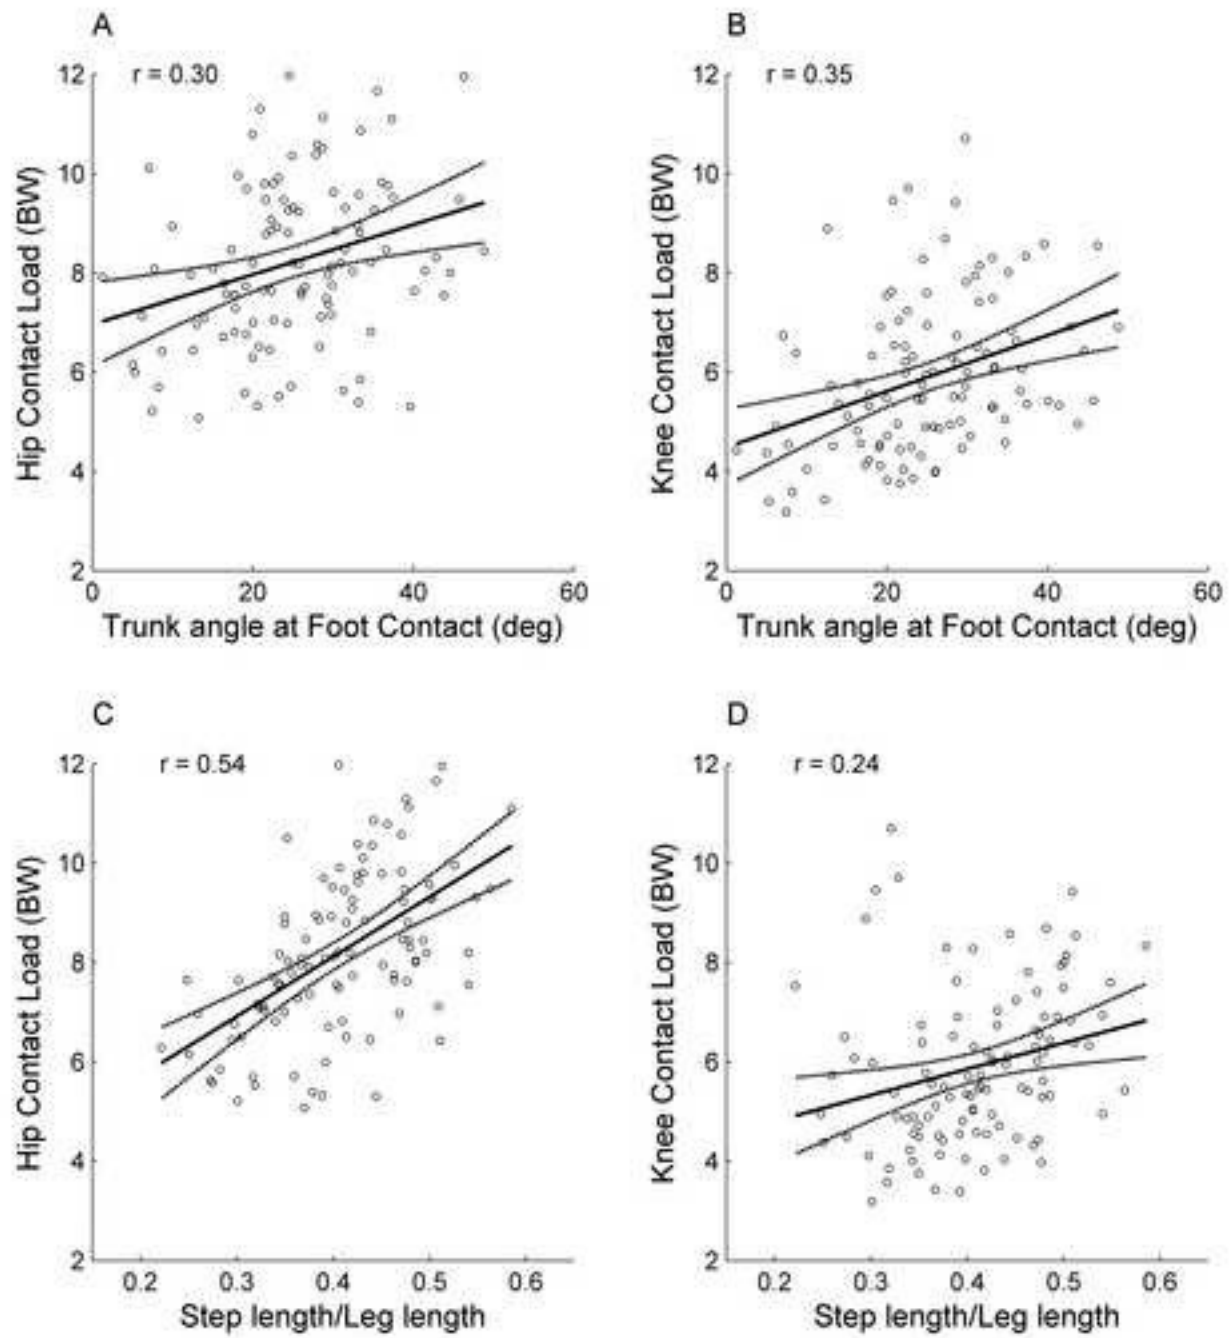 A
r = 0.30
12
10
8
6
4
2
Hip Contact Load (BW)
0
20
40
60
Trunk angle at Foot Contact (deg)
B
r = 0.35
12
10
8
6
4
2
Knee Contact Load (BW)
0
20
40
60
Trunk angle at Foot Contact (deg)
C
r = 0.54
12
10
8
6
4
2
Hip Contact Load (BW)
0.2
0.3
0.4
0.5
0.6
Step length/Leg length
D
r = 0.24
12
10
8
6
4
2
Knee Contact Load (BW)
0.2
0.3
0.4
0.5
0.6
Step length/Leg length